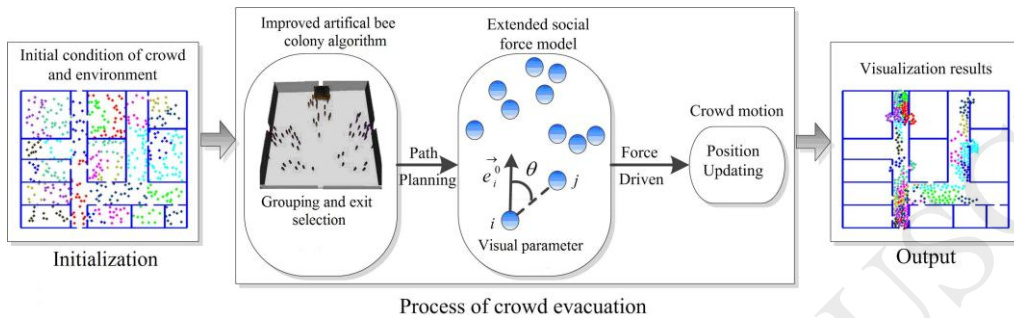 Initial condition of crowd
and environment
Initialization
Improved artifical bee
colony algorithm
Grouping and exit
selection
Path
Planning
Extended social
force model
e_i^0
θ
j
i
Visual parameter
Force
Driven
Crowd motion
Position
Updating
Process of crowd evacuation
Visualization results
Output
USC